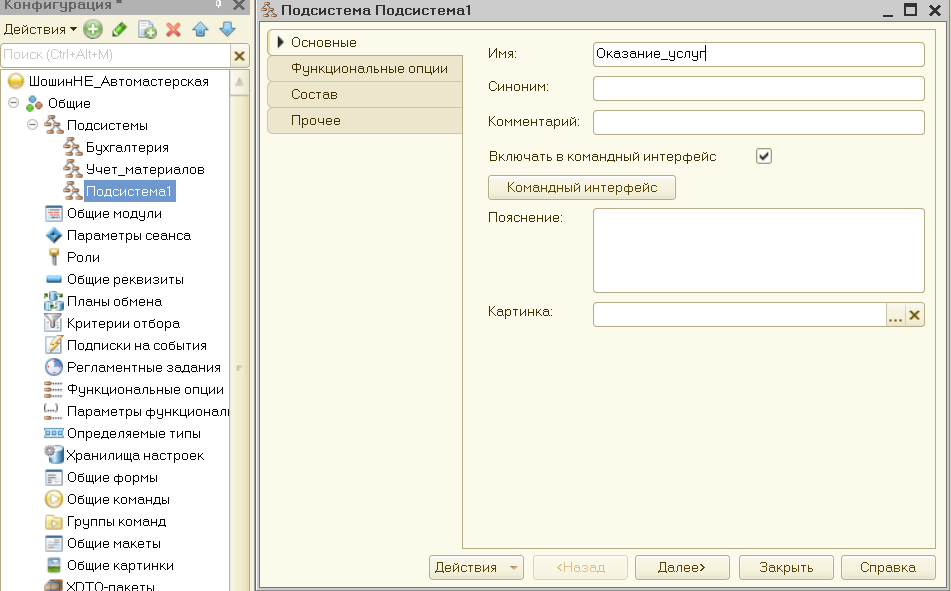 Конфигурация *
Действия
Поиск (Ctrl+Alt+M)
ШошинНЕ_Автомастерская
Общие
Подсистемы
Бухгалтерия
Учет_материалов
Подсистема1
Общие модули
Параметры сеанса
Роли
Общие реквизиты
Планы обмена
Критерии отбора
Подписки на события
Регламентные задания
Функциональные опции
Параметры функционал
Определяемые типы
Хранилища настроек
Общие формы
Общие команды
Группы команд
Общие макеты
Общие картинки
XDTO-пакеты
Подсистема Подсистема1
Основные
Функциональные опции
Состав
Прочее
Имя: Оказание_услуг
Синоним:
Комментарий:
Включать в командный интерфейс
Командный интерфейс
Пояснение:
Картинка: ...
Действия <Назад Далее> Закрыть Справка